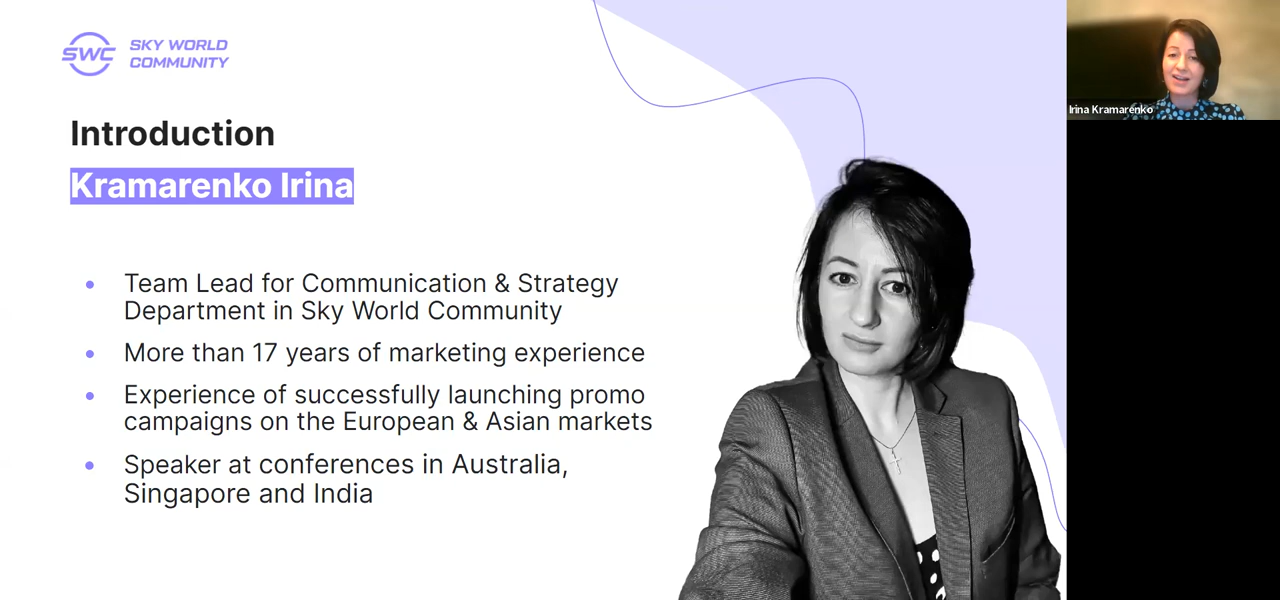 SWC
SKY WORLD
COMMUNITY
Introduction
Kramarenko Irina
Team Lead for Communication & Strategy
Department in Sky World Community
More than 17 years of marketing experience
Experience of successfully launching promo
campaigns on the European & Asian markets
Speaker at conferences in Australia,
Singapore and India
Irina Kramarenko